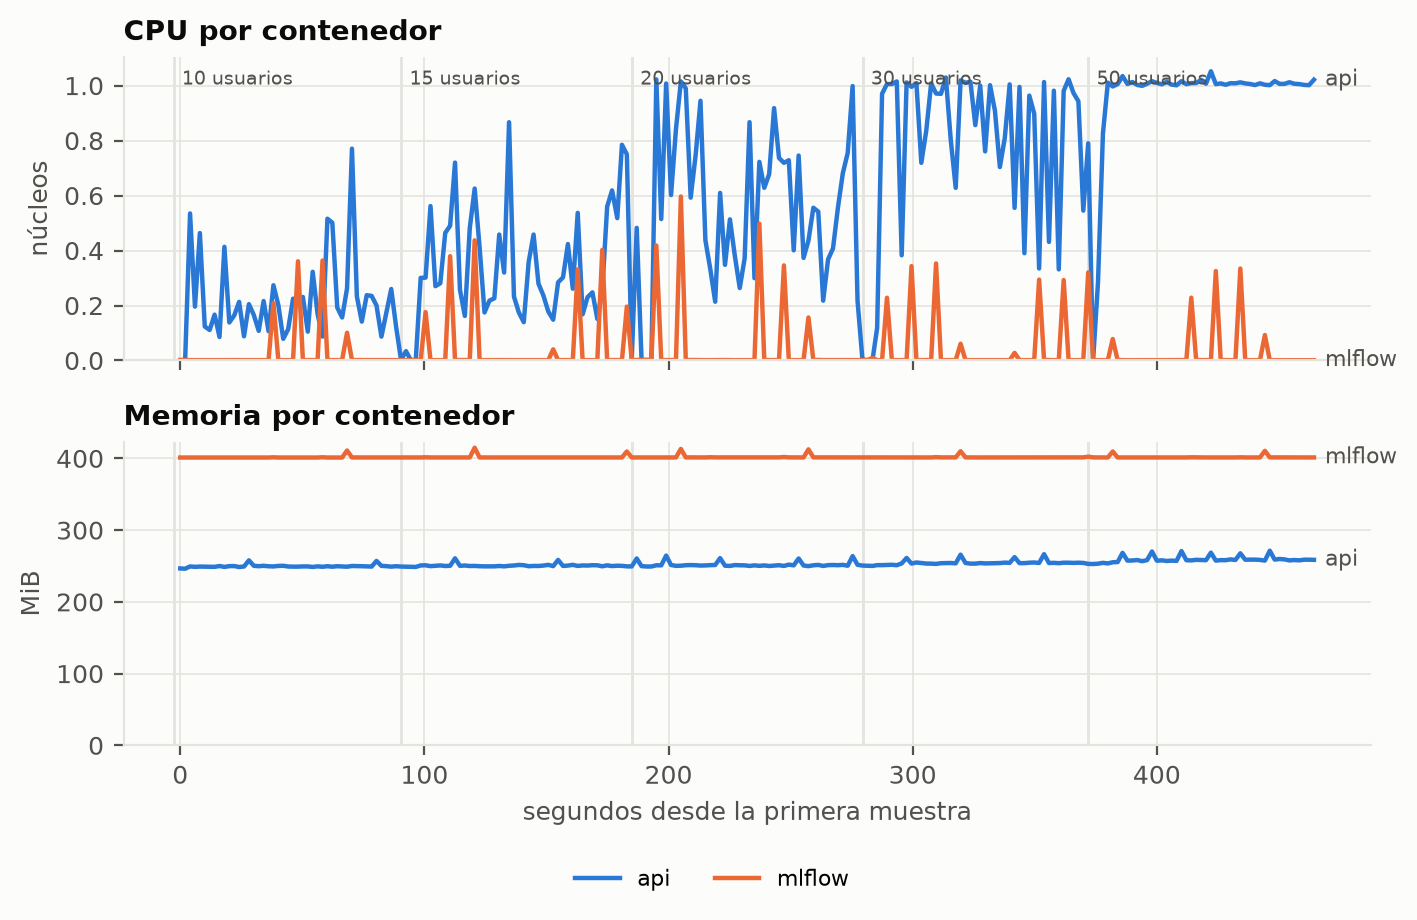 CPU por contenedor
10 usuarios 15 usuarios 20 usuarios 30 usuarios 50 usuarios api
1.0
0.8
0.6
0.4
0.2
0.0
núcleos
mlflow
Memoria por contenedor
400 mlflow
300
api
200
100
0
MiB
0 100 200 300 400
segundos desde la primera muestra
api mlflow